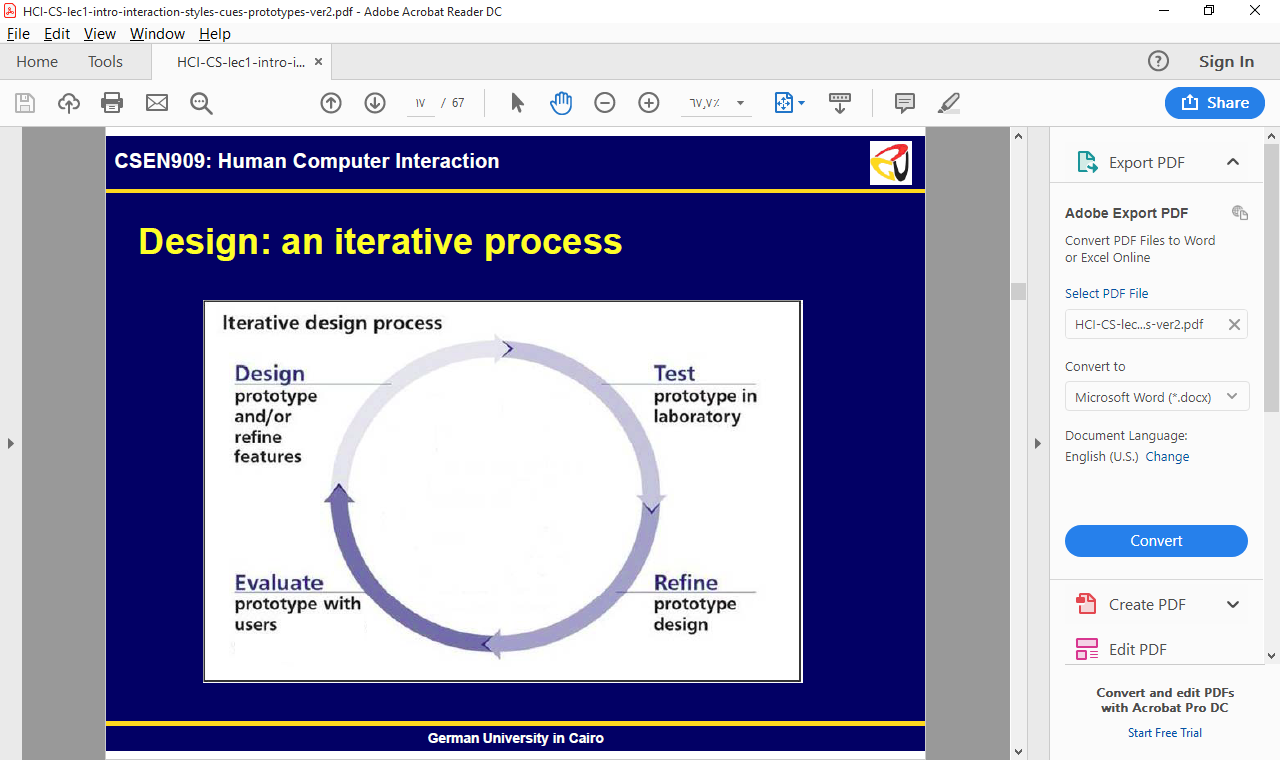 HCI-CS-lec1-intro-interaction-styles-cues-prototypes-ver2.pdf - Adobe Acrobat Reader DC
File Edit View Window Help
Home Tools HCI-CS-lec1-intro-i... × ? Sign In
١٧ / 67 ٦٧٫٧٪ Share
CSEN909: Human Computer Interaction
Design: an iterative process
Iterative design process
Design
prototype
and/or
refine
features
Test
prototype in
laboratory
Evaluate
prototype with
users
Refine
prototype
design
German University in Cairo
Export PDF
Adobe Export PDF
Convert PDF Files to Word
or Excel Online
Select PDF File
HCI-CS-lec...s-ver2.pdf
Convert to
Microsoft Word (*.docx)
Document Language:
English (U.S.) Change
Convert
Create PDF
Edit PDF
Convert and edit PDFs
with Acrobat Pro DC
Start Free Trial